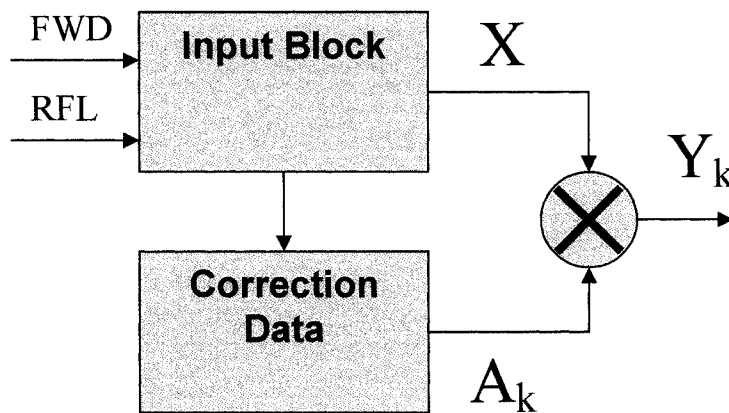 FWD
Input Block
X
RFL
Y_k
Correction
Data
A_k